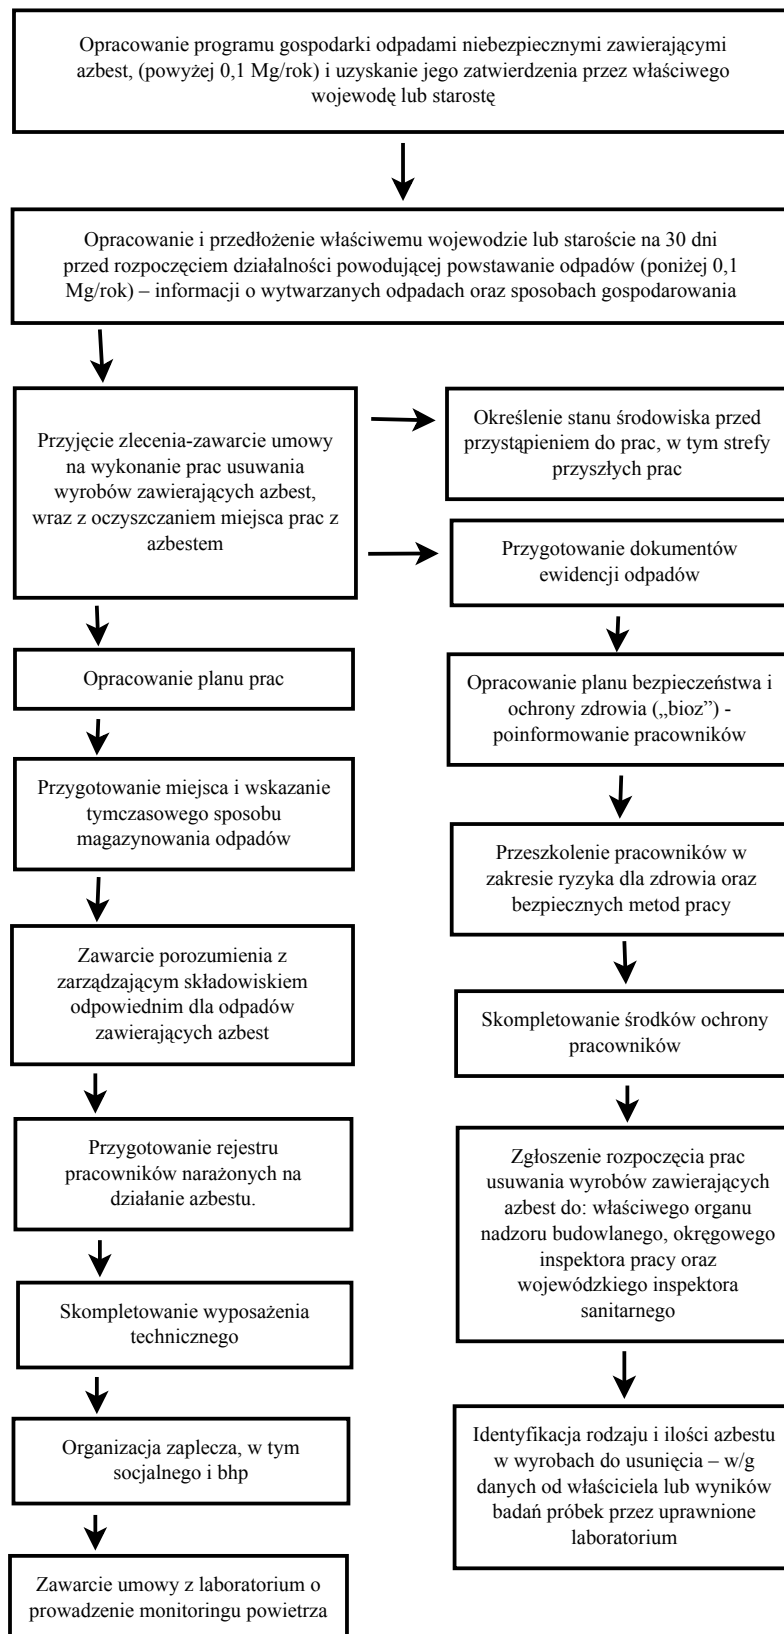 Opracowanie programu gospodarki odpadami niebezpiecznymi zawierającymi
azbest, (powyżej 0,1 Mg/rok) i uzyskanie jego zatwierdzenia przez właściwego
wojewodę lub starostę
Opracowanie i przedłożenie właściwemu wojewodzie lub staroście na 30 dni
przed rozpoczęciem działalności powodującej powstawanie odpadów (poniżej 0,1
Mg/rok) – informacji o wytwarzanych odpadach oraz sposobach gospodarowania
Przyjęcie zlecenia-zawarcie umowy
na wykonanie prac usuwania
wyrobów zawierających azbest,
wraz z oczyszczaniem miejsca prac z
azbestem
Opracowanie planu prac
Przygotowanie miejsca i wskazanie
tymczasowego sposobu
magazynowania odpadów
Zawarcie porozumienia z
zarządzającym składowiskiem
odpowiednim dla odpadów
zawierających azbest
Przygotowanie rejestru
pracowników narażonych na
działanie azbestu.
Skompletowanie wyposażenia
technicznego
Organizacja zaplecza, w tym
socjalnego i bhp
Zawarcie umowy z laboratorium o
prowadzenie monitoringu powietrza
Określenie stanu środowiska przed
przystąpieniem do prac, w tym strefy
przyszłych prac
Przygotowanie dokumentów
ewidencji odpadów
Opracowanie planu bezpieczeństwa i
ochrony zdrowia („bioz”) -
poinformowanie pracowników
Przeszkolenie pracowników w
zakresie ryzyka dla zdrowia oraz
bezpiecznych metod pracy
Skompletowanie środków ochrony
pracowników
Zgłoszenie rozpoczęcia prac
usuwania wyrobów zawierających
azbest do: właściwego organu
nadzoru budowlanego, okręgowego
inspektora pracy oraz
wojewódzkiego inspektora
sanitarnego
Identyfikacja rodzaju i ilości azbestu
w wyrobach do usunięcia – w/g
danych od właściciela lub wyników
badań próbek przez uprawnione
laboratorium